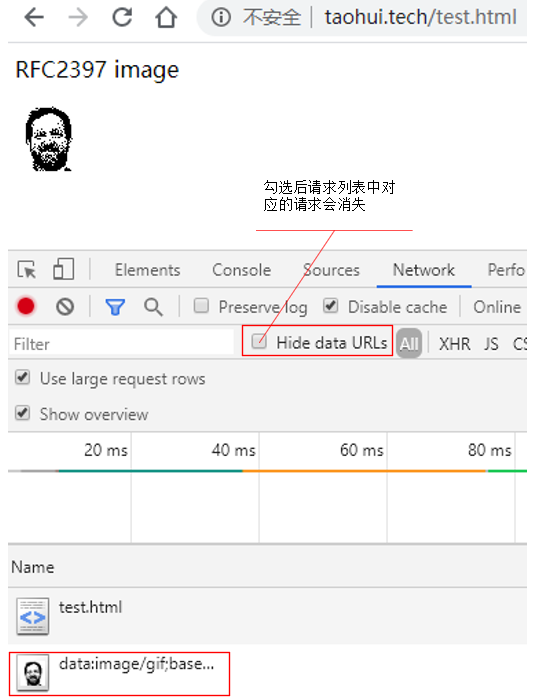 不安全 | taohui.tech/test.html
RFC2397 image
勾选后请求列表中对
应的请求会消失
Elements Console Sources Network Perfo
Preserve log Disable cache Online
Filter Hide data URLs All XHR JS CS
Use large request rows
Show overview
20 ms 40 ms 60 ms 80 ms
Name
test.html
data:image/gif;base...